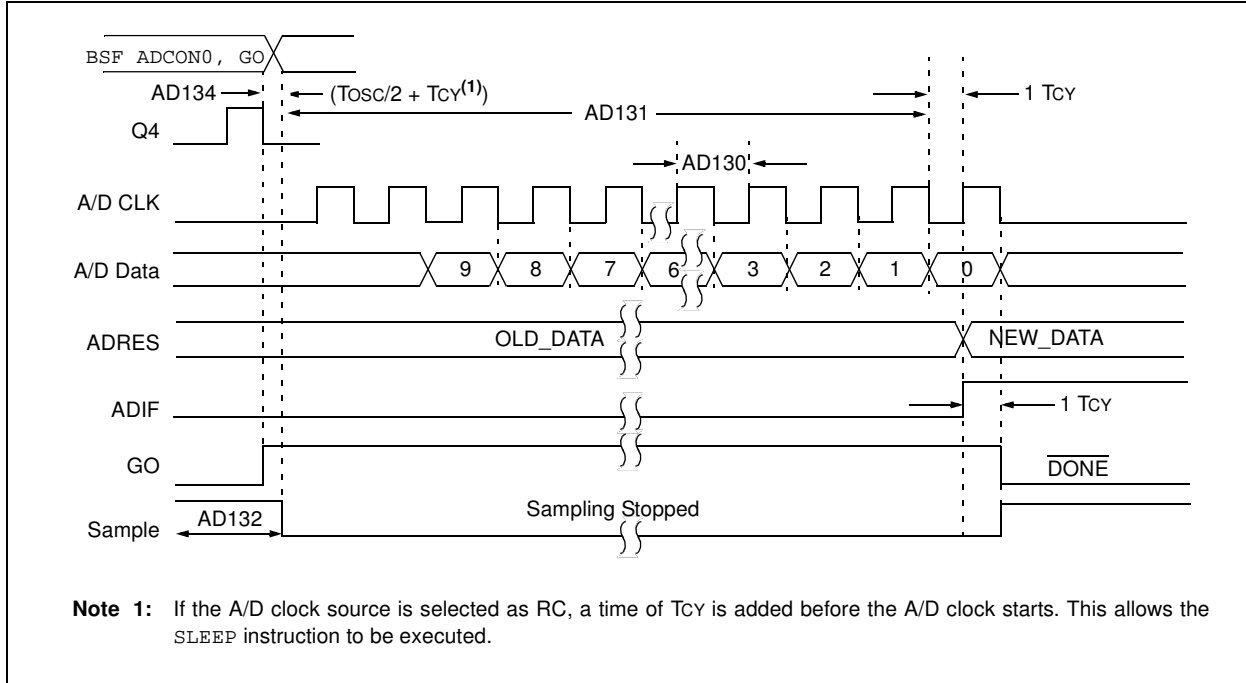 BSF ADCON0, GO
AD134 (TOSC/2 + TCY(1)) 1 TCY
AD131
Q4
AD130
A/D CLK
A/D Data 9 8 7 6 3 2 1 0
ADRES OLD_DATA NEW_DATA
ADIF 1 TCY
GO DONE
Sample AD132 Sampling Stopped
Note 1: If the A/D clock source is selected as RC, a time of TCY is added before the A/D clock starts. This allows the
SLEEP instruction to be executed.